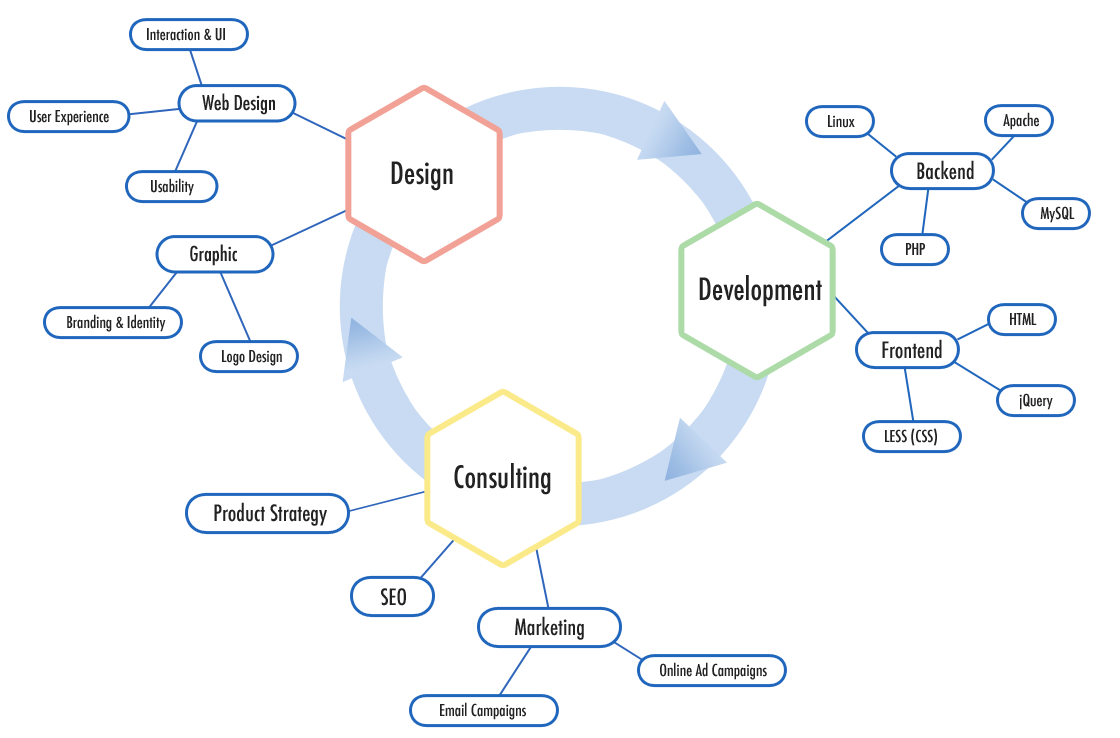 Interaction & UI
Web Design
User Experience
Usability
Graphic
Branding & Identity
Logo Design
Design
Linux
Apache
Backend
MySQL
PHP
Development
HTML
Frontend
jQuery
LESS (CSS)
Consulting
Product Strategy
SEO
Marketing
Online Ad Campaigns
Email Campaigns